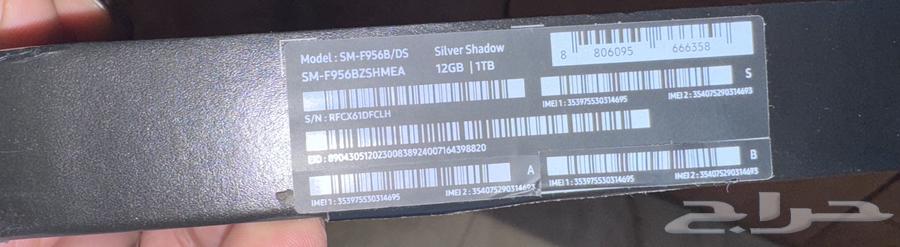 Model : SM-F956B/DS Silver Shadow
SM-F956BZSHMEA 12GB | 1TB
8 806095 666358
S/N : RFCX61DFCLH
IMEI 1 : 353975530314695 IMEI 2 : 354075290314693
S
EID : 89043051202300838924007164398820
A
IMEI 1 : 353975530314695 IMEI 2 : 354075290314693
B
IMEI 1 : 353975530314695 IMEI 2 : 354075290314693
حراج